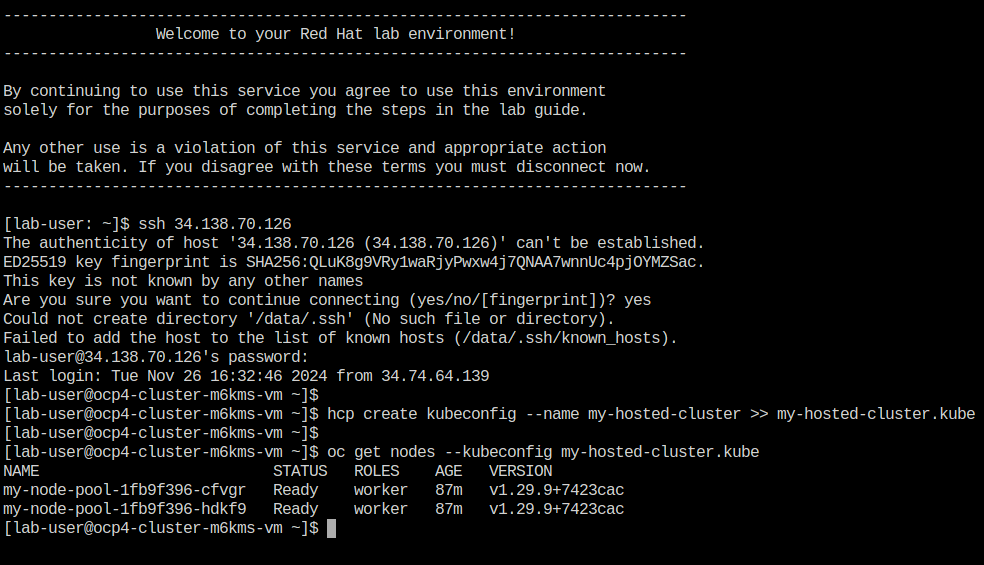 ----------------------------------------------------------------------------
Welcome to your Red Hat lab environment!
----------------------------------------------------------------------------
By continuing to use this service you agree to use this environment
solely for the purposes of completing the steps in the lab guide.
Any other use is a violation of this service and appropriate action
will be taken. If you disagree with these terms you must disconnect now.
----------------------------------------------------------------------------
[lab-user: ~]$ ssh 34.138.70.126
The authenticity of host '34.138.70.126 (34.138.70.126)' can't be established.
ED25519 key fingerprint is SHA256:QLuK8g9VRy1waRjyPwxw4j7QNAA7wnnUc4pjOYMZSac.
This key is not known by any other names
Are you sure you want to continue connecting (yes/no/[fingerprint])? yes
Could not create directory '/data/.ssh' (No such file or directory).
Failed to add the host to the list of known hosts (/data/.ssh/known_hosts).
lab-user@34.138.70.126's password:
Last login: Tue Nov 26 16:32:46 2024 from 34.74.64.139
[lab-user@ocp4-cluster-m6kms-vm ~]$
[lab-user@ocp4-cluster-m6kms-vm ~]$ hcp create kubeconfig --name my-hosted-cluster >> my-hosted-cluster.kube
[lab-user@ocp4-cluster-m6kms-vm ~]$
[lab-user@ocp4-cluster-m6kms-vm ~]$ oc get nodes --kubeconfig my-hosted-cluster.kube
NAME                          STATUS   ROLES    AGE   VERSION
my-node-pool-1fb9f396-cfvgr   Ready    worker   87m   v1.29.9+7423cac
my-node-pool-1fb9f396-hdkf9   Ready    worker   87m   v1.29.9+7423cac
[lab-user@ocp4-cluster-m6kms-vm ~]$